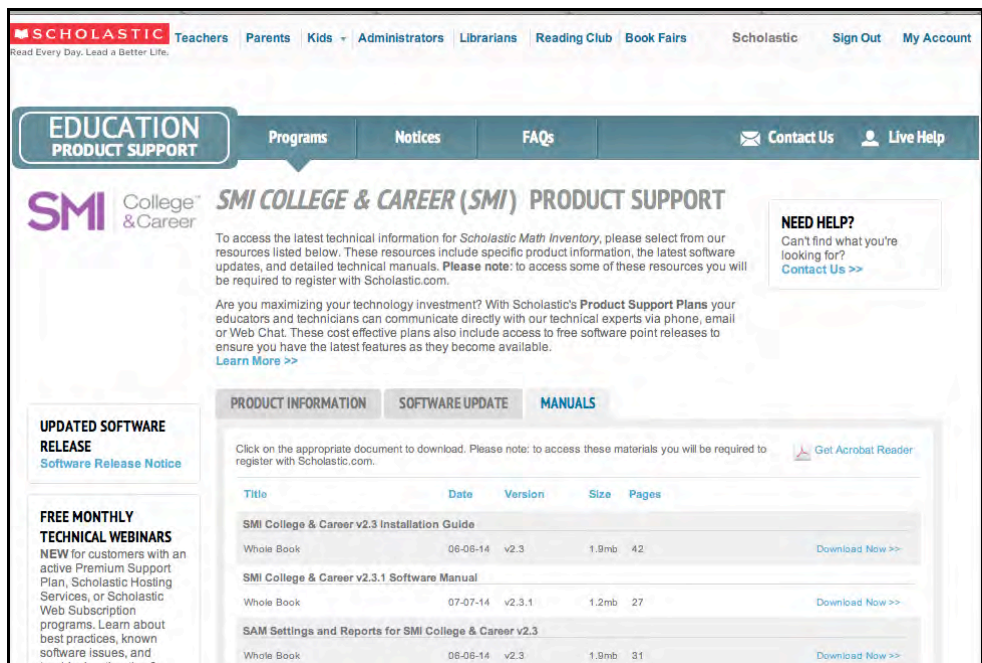 SCHOLASTIC
Read Every Day. Lead a Better Life.
Teachers Parents Kids Administrators Librarians Reading Club Book Fairs Scholastic Sign Out My Account
EDUCATION
PRODUCT SUPPORT
Programs Notices FAQs Contact Us Live Help
SMI College™
& Career
SMI COLLEGE & CAREER (SMI) PRODUCT SUPPORT
To access the latest technical information for Scholastic Math Inventory, please select from our
resources listed below. These resources include specific product information, the latest software
updates, and detailed technical manuals. Please note: to access some of these resources you will
be required to register with Scholastic.com.
Are you maximizing your technology investment? With Scholastic's Product Support Plans your
educators and technicians can communicate directly with our technical experts via phone, email
or Web Chat. These cost effective plans also include access to free software point releases to
ensure you have the latest features as they become available.
Learn More >>
NEED HELP?
Can't find what you're
looking for?
Contact Us >>
UPDATED SOFTWARE
RELEASE
Software Release Notice
FREE MONTHLY
TECHNICAL WEBINARS
NEW for customers with an
active Premium Support
Plan, Scholastic Hosting
Services, or Scholastic
Web Subscription
programs. Learn about
best practices, known
software issues, and
PRODUCT INFORMATION SOFTWARE UPDATE MANUALS
Click on the appropriate document to download. Please note: to access these materials you will be required to
register with Scholastic.com.
Get Acrobat Reader
Title Date Version Size Pages
SMI College & Career v2.3 Installation Guide
Whole Book 06-06-14 v2.3 1.9mb 42 Download Now >>
SMI College & Career v2.3.1 Software Manual
Whole Book 07-07-14 v2.3.1 1.2mb 27 Download Now >>
SAM Settings and Reports for SMI College & Career v2.3
Whole Book 06-06-14 v2.3 1.9mb 31 Download Now >>